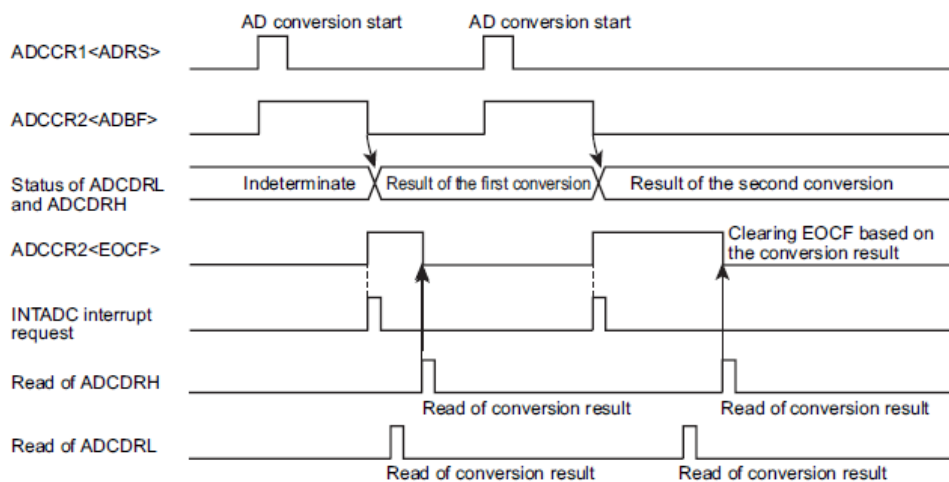 AD conversion start
AD conversion start
ADCCR1<ADRS>
ADCCR2<ADBF>
Status of ADCDRL
and ADCDRH
Indeterminate
Result of the first conversion
Result of the second conversion
ADCCR2<EOCF>
Clearing EOCF based on
the conversion result
INTADC interrupt
request
Read of ADCDRH
Read of conversion result
Read of conversion result
Read of ADCDRL
Read of conversion result
Read of conversion result